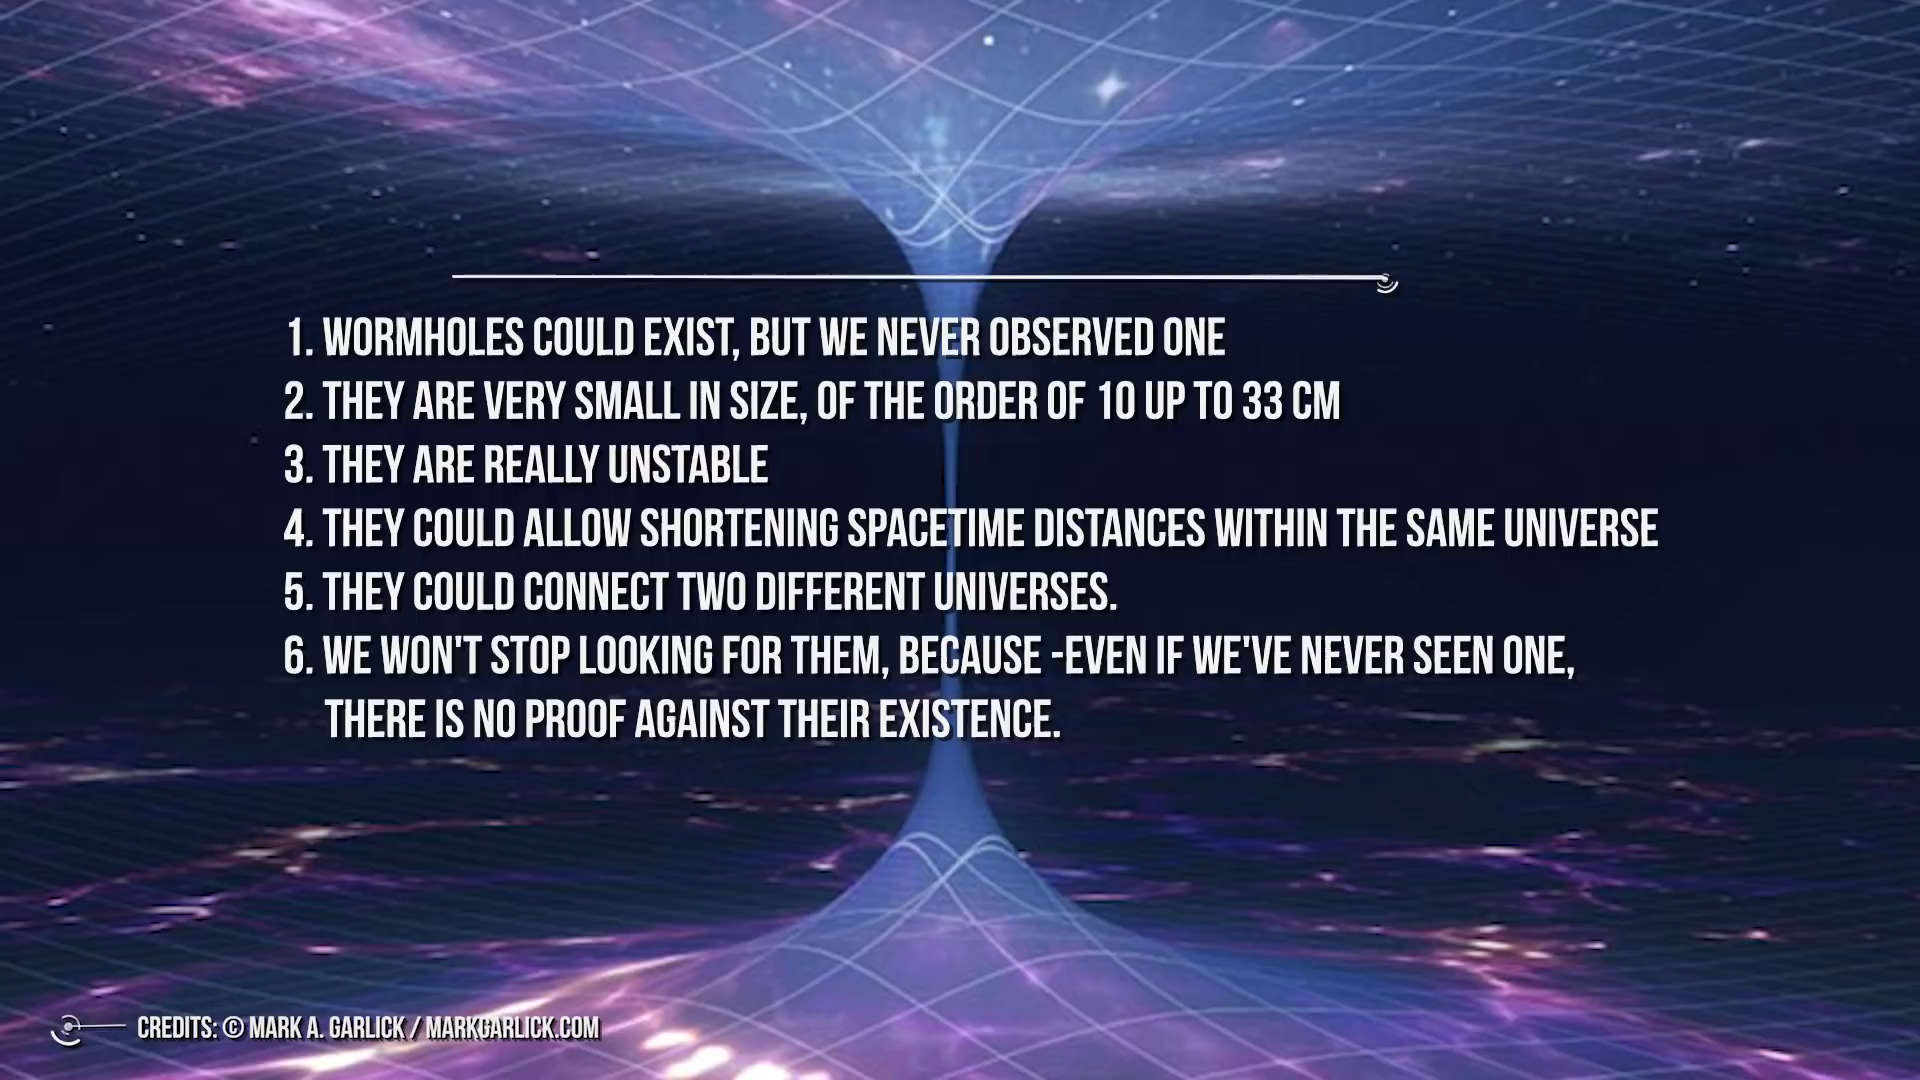 1. WORMHOLES COULD EXIST, BUT WE NEVER OBSERVED ONE
2. THEY ARE VERY SMALL IN SIZE, OF THE ORDER OF 10 UP TO 33 CM
3. THEY ARE REALLY UNSTABLE
4. THEY COULD ALLOW SHORTENING SPACETIME DISTANCES WITHIN THE SAME UNIVERSE
5. THEY COULD CONNECT TWO DIFFERENT UNIVERSES.
6. WE WON'T STOP LOOKING FOR THEM, BECAUSE -EVEN IF WE'VE NEVER SEEN ONE,
THERE IS NO PROOF AGAINST THEIR EXISTENCE.
CREDITS: © MARK A. GARLICK / MARKGARLICK.COM